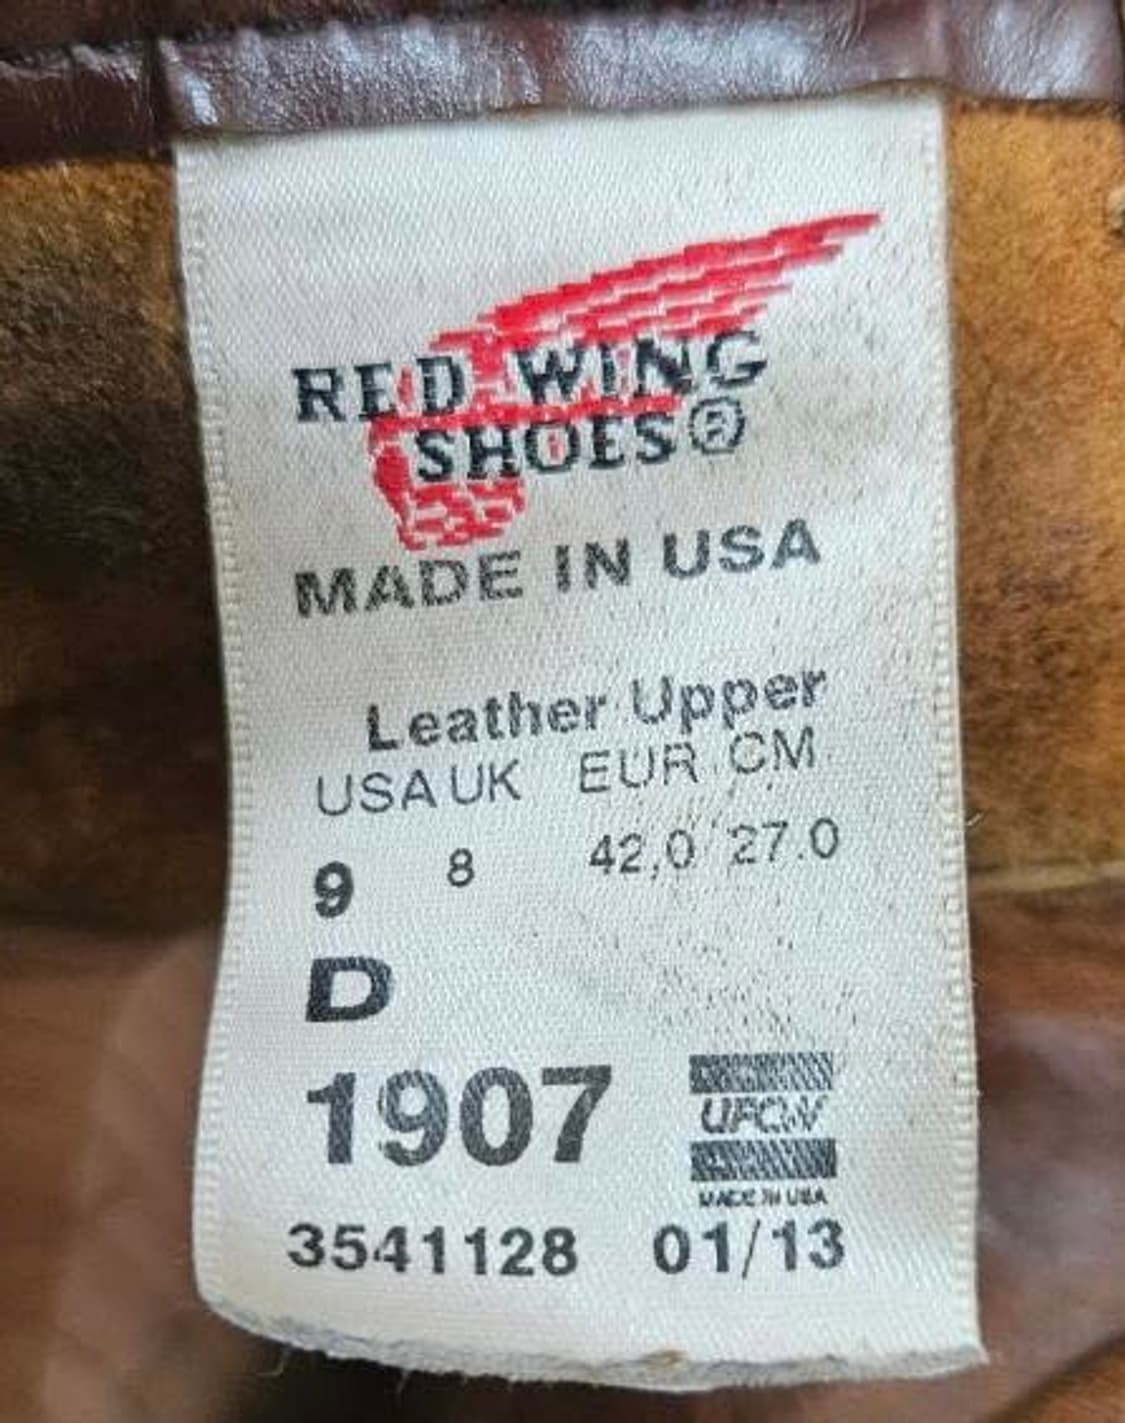 RED WING
SHOES®
MADE IN USA
Leather Upper
USA UK EUR CM
9 8 42,0 27.0
D
1907
UFCW
MADE IN USA
3541128 01/13